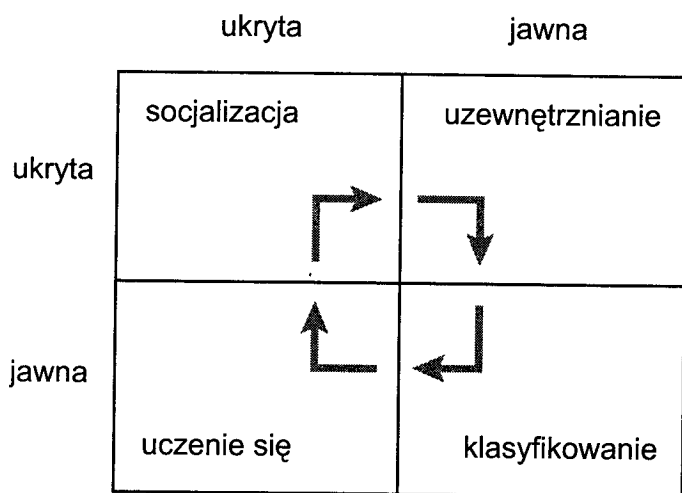 ukryta jawna
ukryta
socjalizacja uzewnętrznianie
jawna
uczenie się klasyfikowanie